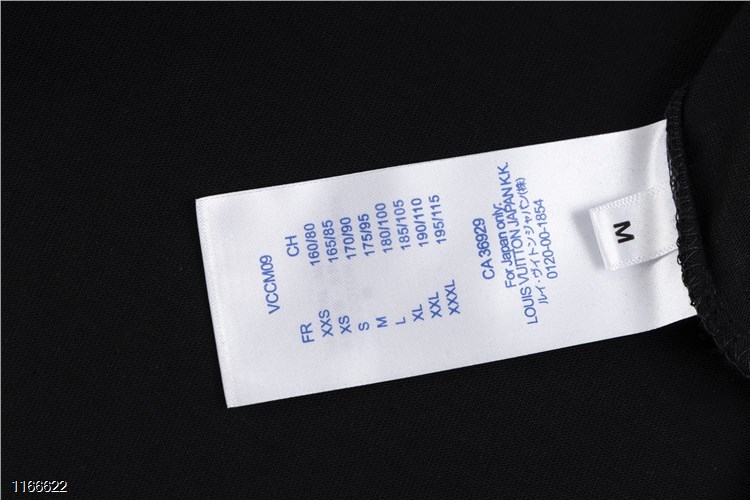 VCCM09
FR CH
XXS 160/80
XS 165/85
S 170/90
M 175/95
L 180/100
XL 185/105
XXL 190/110
XXXL 195/115
CA 36929
For Japan only:
LOUIS VUITTON JAPAN K.K.
ルイ・ヴィトン ジャパン(株)
0120-00-1854
M
1166622